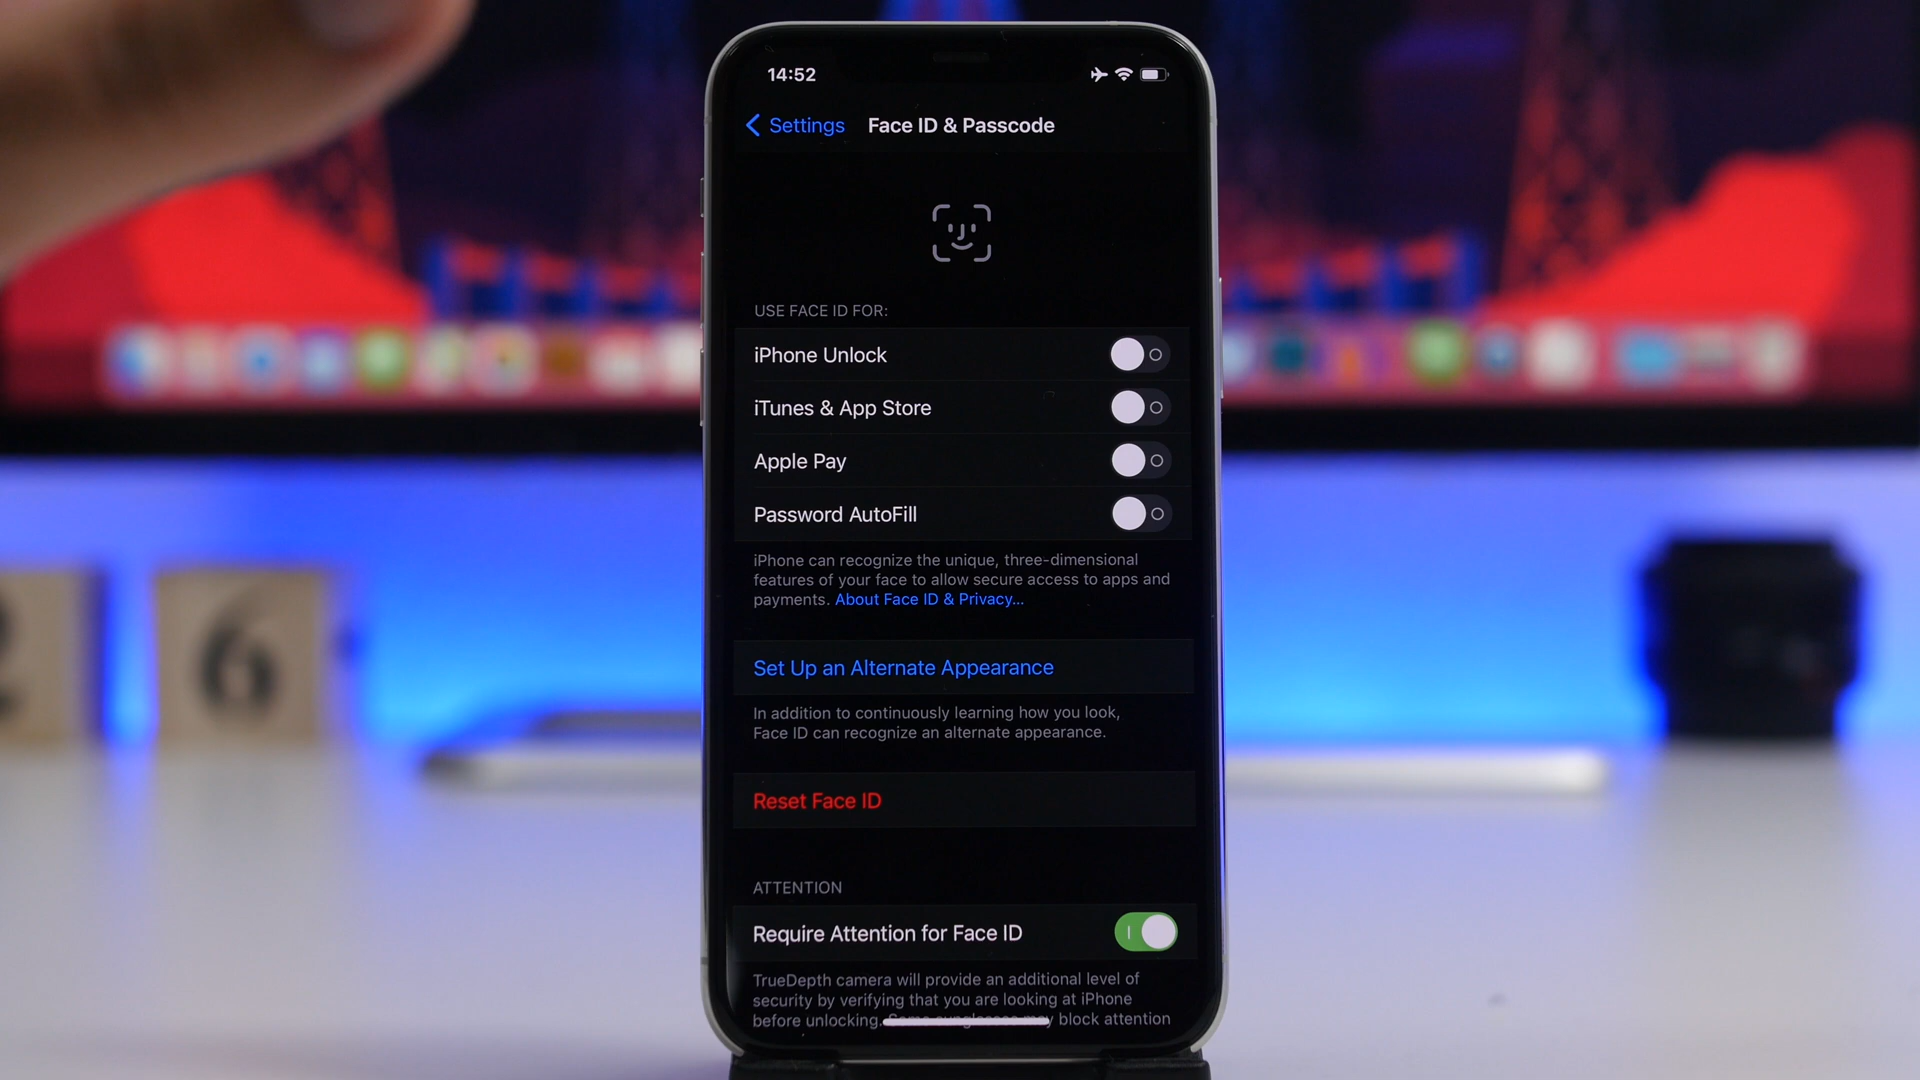 14:52
Settings Face ID & Passcode
USE FACE ID FOR:
iPhone Unlock
iTunes & App Store
Apple Pay
Password AutoFill
iPhone can recognize the unique, three-dimensional
features of your face to allow secure access to apps and
payments. About Face ID & Privacy...
6
Set Up an Alternate Appearance
In addition to continuously learning how you look,
Face ID can recognize an alternate appearance.
Reset Face ID
ATTENTION
Require Attention for Face ID
TrueDepth camera will provide an additional level of
security by verifying that you are looking at iPhone
before unlocking. Some sunglasses may block attention